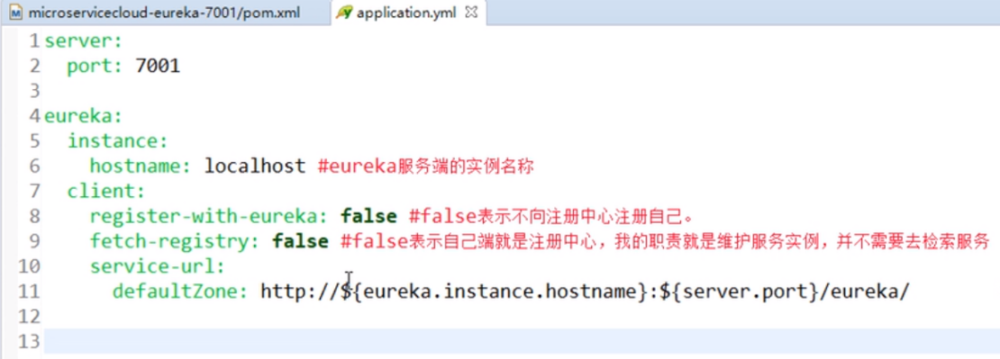 microservicecloud-eureka-7001/pom.xml application.yml
1 server:
2   port: 7001
3
4 eureka:
5   instance:
6     hostname: localhost #eureka服务端的实例名称
7   client:
8     register-with-eureka: false #false表示不向注册中心注册自己。
9     fetch-registry: false #false表示自己端就是注册中心，我的职责就是维护服务实例，并不需要去检索服务
10     service-url:
11       defaultZone: http://${eureka.instance.hostname}:${server.port}/eureka/
12
13